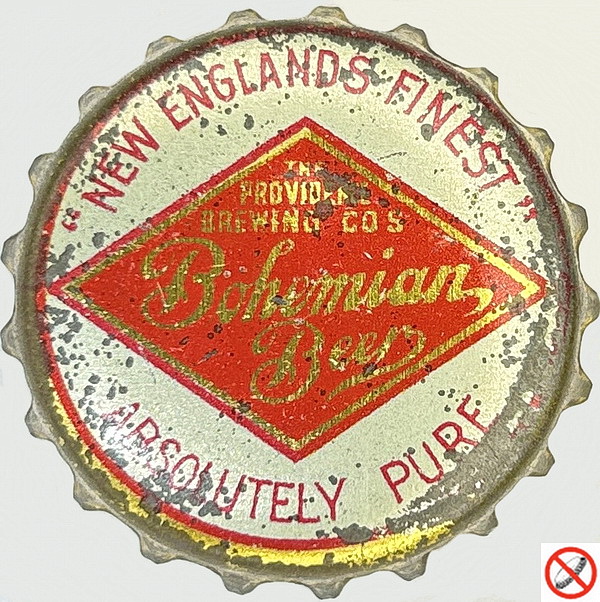 "NEW ENGLANDS FINEST"
THE
PROVIDENCE
BREWING CO'S
Bohemian
Beer
ABSOLUTELY PURE